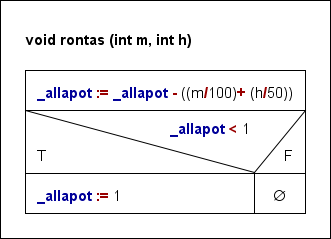 void rontas (int m, int h)
_allapot := _allapot - ((m/100)+ (h/50))
_allapot < 1
T F
_allapot := 1 ∅